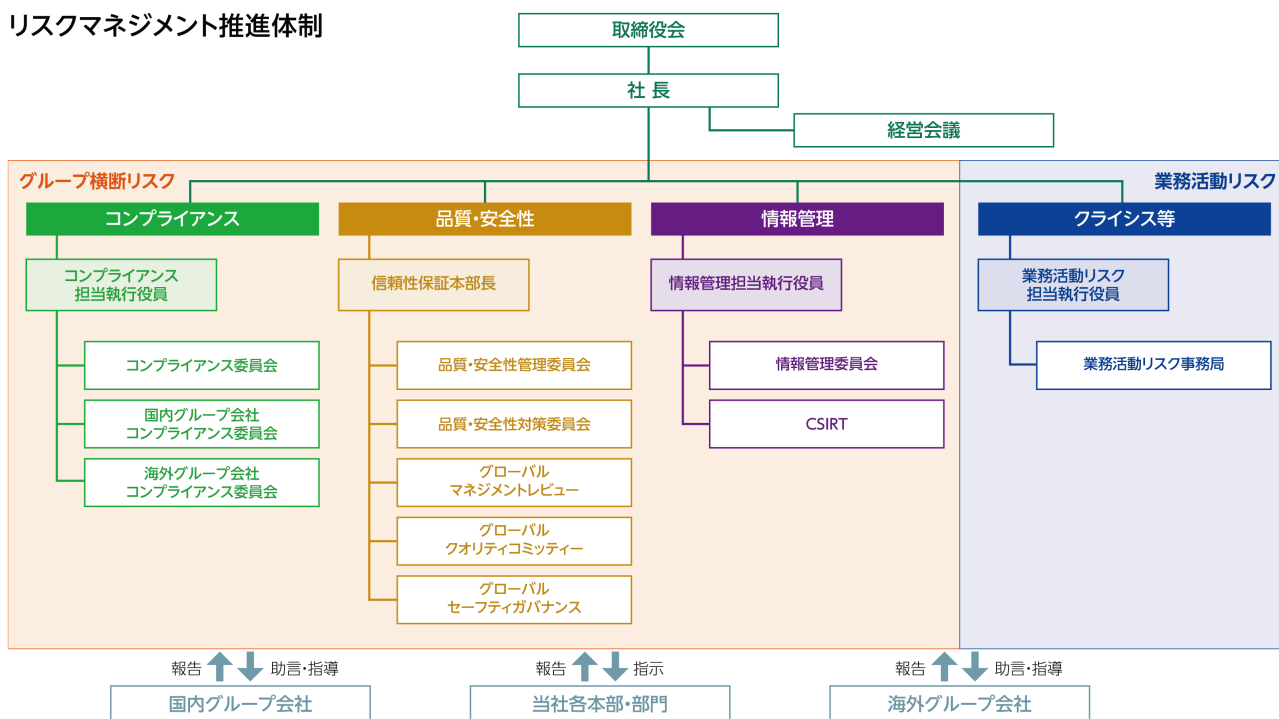 リスクマネジメント推進体制
取締役会
社 長
経営会議
グループ横断リスク
業務活動リスク
コンプライアンス
コンプライアンス
担当執行役員
コンプライアンス委員会
国内グループ会社
コンプライアンス委員会
海外グループ会社
コンプライアンス委員会
品質・安全性
信頼性保証本部長
品質・安全性管理委員会
品質・安全性対策委員会
グローバル
マネジメントレビュー
グローバル
クオリティコミッティー
グローバル
セーフティガバナンス
情報管理
情報管理担当執行役員
情報管理委員会
CSIRT
クライシス等
業務活動リスク
担当執行役員
業務活動リスク事務局
報告
助言・指導
国内グループ会社
報告
指示
当社各本部・部門
報告
助言・指導
海外グループ会社